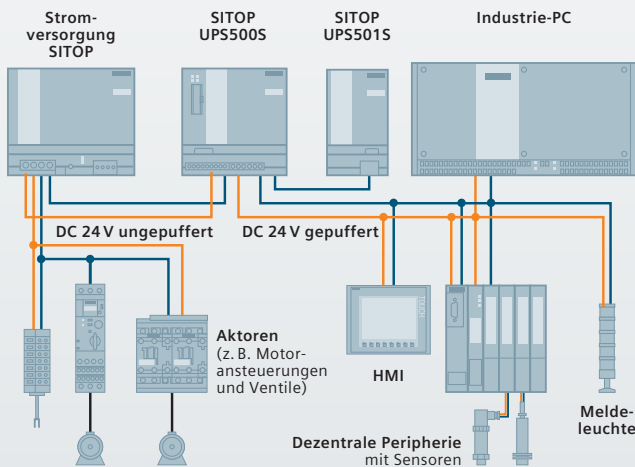 Strom-
versorgung
SITOP
SITOP
UPS500S
SITOP
UPS501S
Industrie-PC
DC 24 V ungepuffert
DC 24 V gepuffert
Aktoren
(z. B. Motor-
ansteuerungen
und Ventile)
HMI
TOUCH
Melde-
leuchte
Dezentrale Peripherie
mit Sensoren